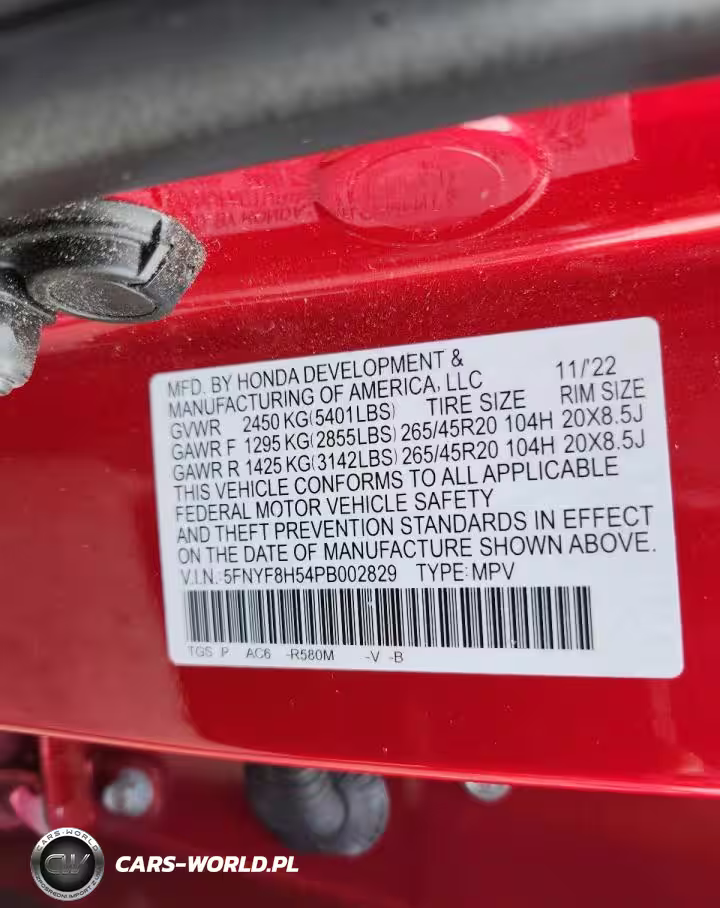 MFD. BY HONDA DEVELOPMENT &
MANUFACTURING OF AMERICA, LLC 11/'22
GVWR 2450 KG(5401LBS) TIRE SIZE RIM SIZE
GAWR F 1295 KG(2855LBS) 265/45R20 104H 20X8.5J
GAWR R 1425 KG(3142LBS) 265/45R20 104H 20X8.5J
THIS VEHICLE CONFORMS TO ALL APPLICABLE
FEDERAL MOTOR VEHICLE SAFETY
AND THEFT PREVENTION STANDARDS IN EFFECT
ON THE DATE OF MANUFACTURE SHOWN ABOVE.
V.I.N.:5FNYF8H54PB002829 TYPE:MPV
TGS P AC6 -R580M -V -B
CARS-WORLD
CW
CARS-WORLD.PL